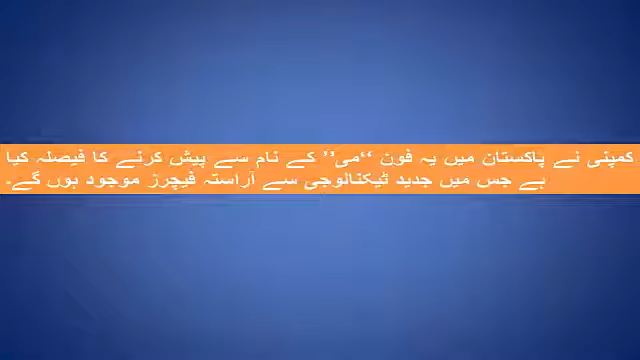 کمپنی نے پاکستان میں یہ فون “می” کے نام سے پیش کرنے کا فیصلہ کیا
ہے جس میں جدید ٹیکنالوجی سے آراستہ فیچرز موجود ہوں گے۔